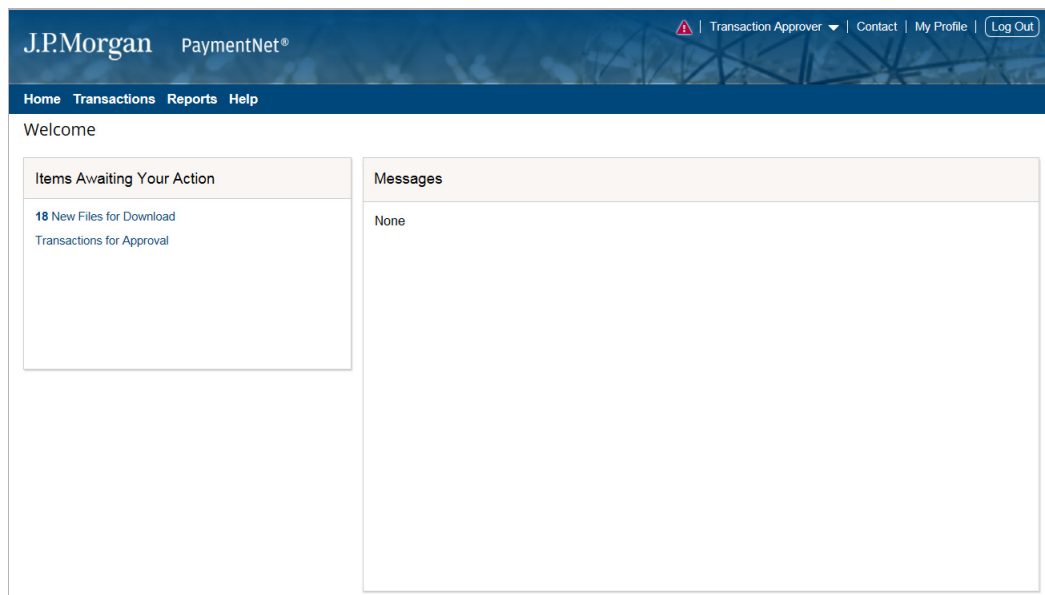 J.P.Morgan PaymentNet®
Transaction Approver | Contact | My Profile | Log Out
Home Transactions Reports Help
Welcome
Items Awaiting Your Action
18 New Files for Download
Transactions for Approval
Messages
None